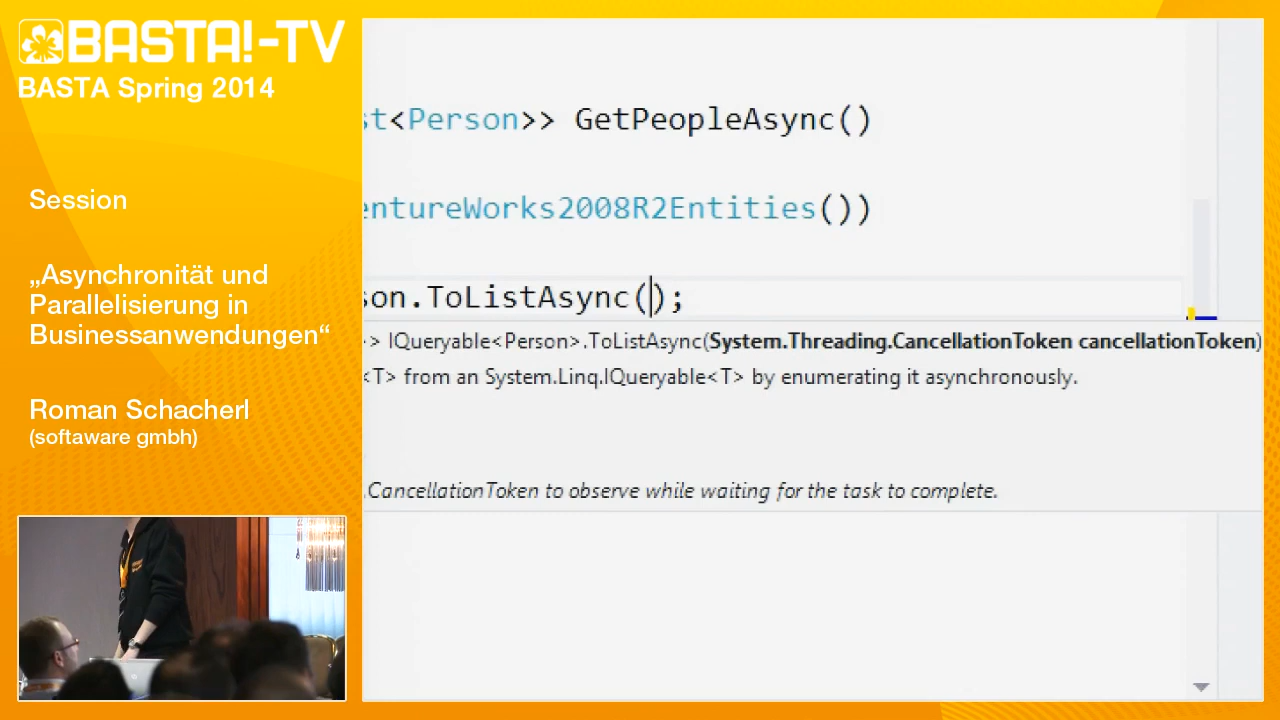 BASTA!-TV
BASTA Spring 2014
Session
„Asynchronität und
Parallelisierung in
Businessanwendungen“
Roman Schacherl
(softaware gmbh)
st<Person>> GetPeopleAsync()
entureWorks2008R2Entities())
son.ToListAsync();
> IQueryable<Person>.ToListAsync(System.Threading.CancellationToken cancellationToken)
<T> from an System.Linq.IQueryable<T> by enumerating it asynchronously.
.CancellationToken to observe while waiting for the task to complete.